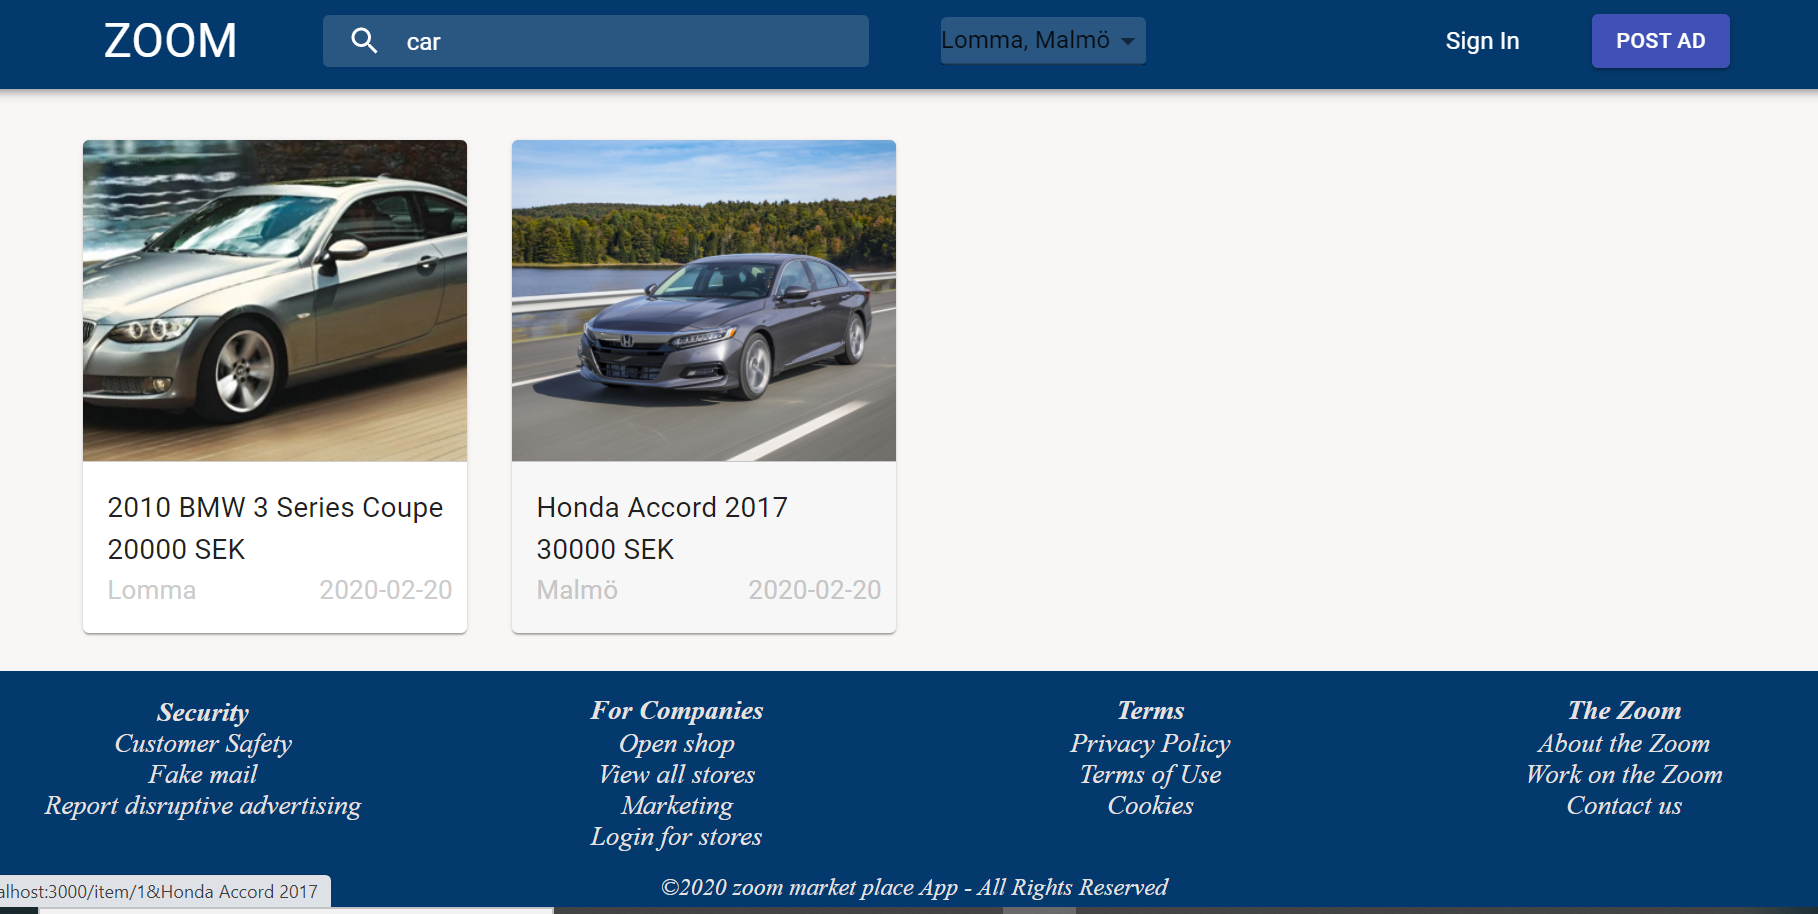 ZOOM
car
Lomma, Malmö
Sign In
POST AD
2010 BMW 3 Series Coupe
20000 SEK
Lomma 2020-02-20
Honda Accord 2017
30000 SEK
Malmö 2020-02-20
Security
Customer Safety
Fake mail
Report disruptive advertising
For Companies
Open shop
View all stores
Marketing
Login for stores
Terms
Privacy Policy
Terms of Use
Cookies
The Zoom
About the Zoom
Work on the Zoom
Contact us
©2020 zoom market place App - All Rights Reserved
alhost:3000/item/1&Honda Accord 2017